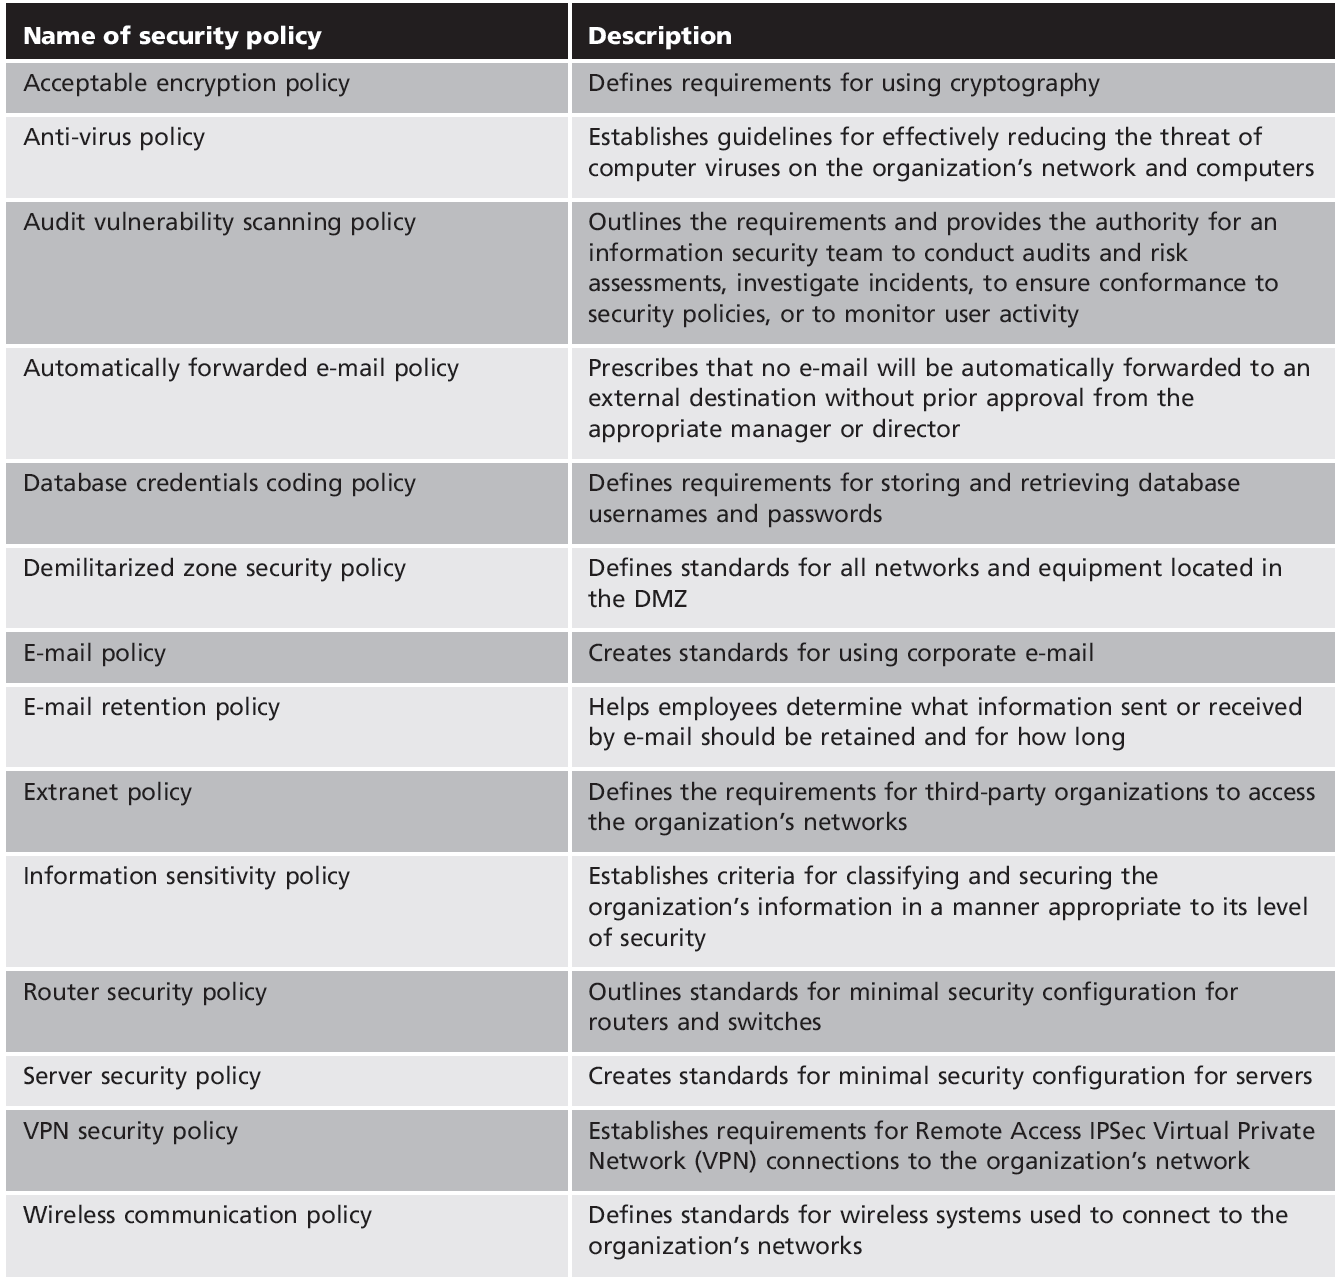 Name of security policy
Description
Acceptable encryption policy
Defines requirements for using cryptography
Anti-virus policy
Establishes guidelines for effectively reducing the threat of
computer viruses on the organization’s network and computers
Audit vulnerability scanning policy
Outlines the requirements and provides the authority for an
information security team to conduct audits and risk
assessments, investigate incidents, to ensure conformance to
security policies, or to monitor user activity
Automatically forwarded e-mail policy
Prescribes that no e-mail will be automatically forwarded to an
external destination without prior approval from the
appropriate manager or director
Database credentials coding policy
Defines requirements for storing and retrieving database
usernames and passwords
Demilitarized zone security policy
Defines standards for all networks and equipment located in
the DMZ
E-mail policy
Creates standards for using corporate e-mail
E-mail retention policy
Helps employees determine what information sent or received
by e-mail should be retained and for how long
Extranet policy
Defines the requirements for third-party organizations to access
the organization’s networks
Information sensitivity policy
Establishes criteria for classifying and securing the
organization’s information in a manner appropriate to its level
of security
Router security policy
Outlines standards for minimal security configuration for
routers and switches
Server security policy
Creates standards for minimal security configuration for servers
VPN security policy
Establishes requirements for Remote Access IPSec Virtual Private
Network (VPN) connections to the organization’s network
Wireless communication policy
Defines standards for wireless systems used to connect to the
organization’s networks